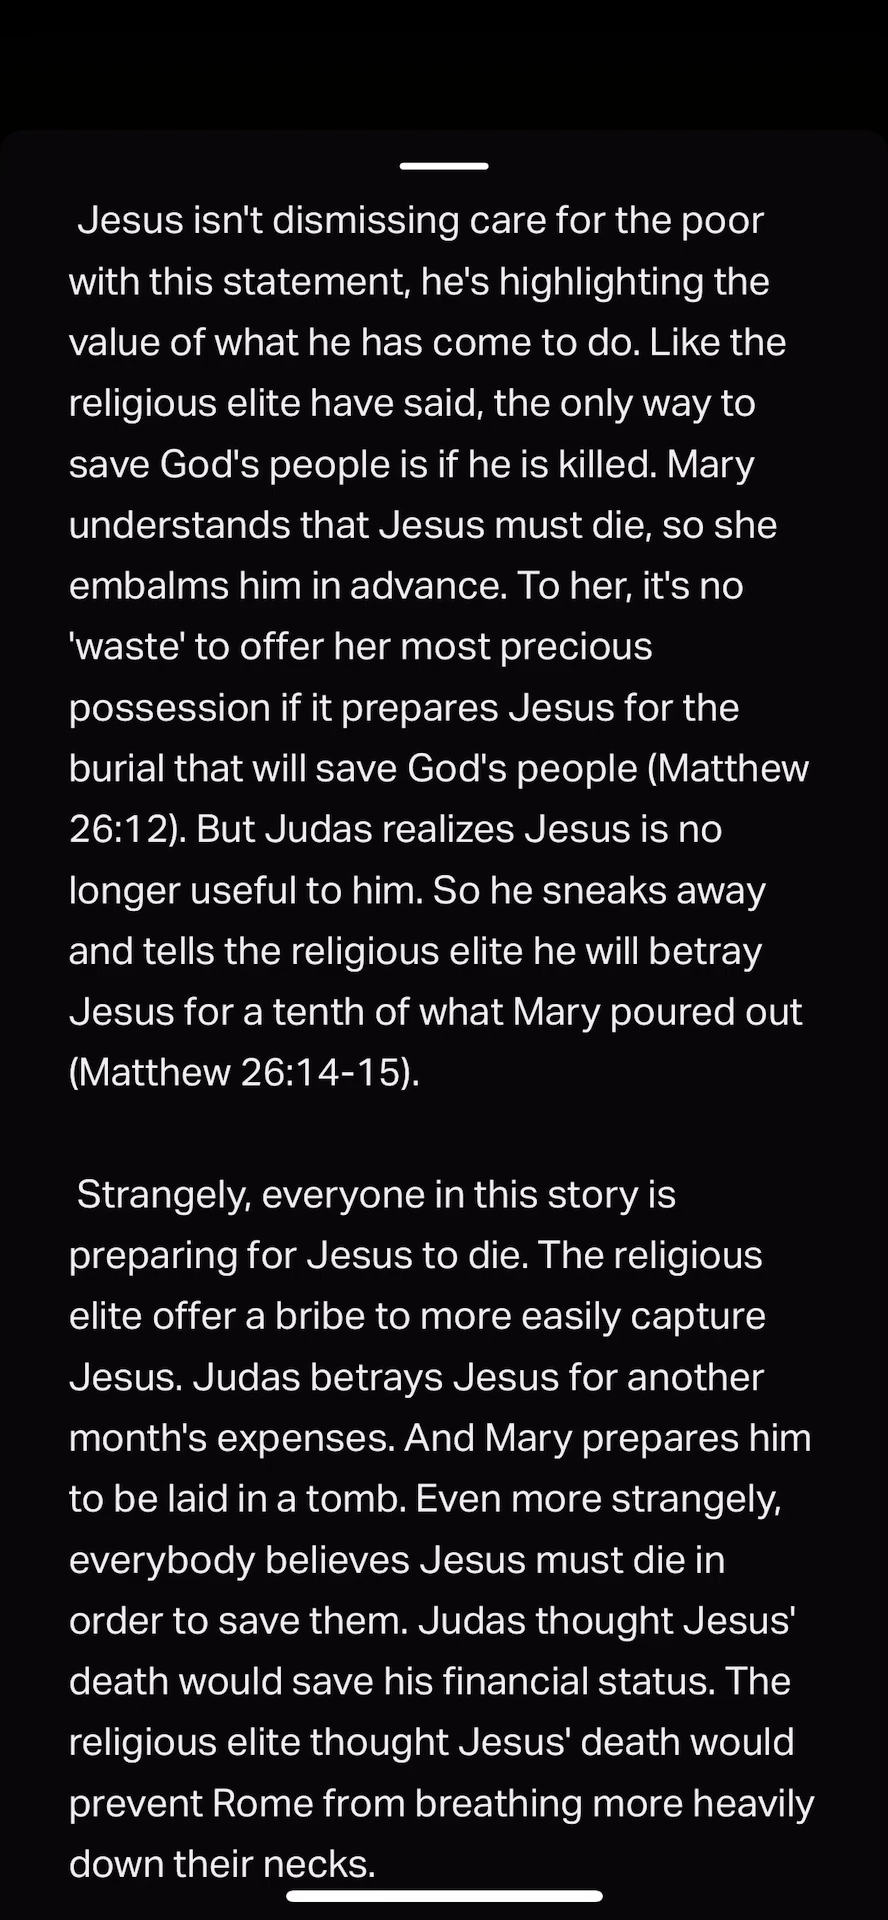 Jesus isn't dismissing care for the poor
with this statement, he's highlighting the
value of what he has come to do. Like the
religious elite have said, the only way to
save God's people is if he is killed. Mary
understands that Jesus must die, so she
embalms him in advance. To her, it's no
'waste' to offer her most precious
possession if it prepares Jesus for the
burial that will save God's people (Matthew
26:12). But Judas realizes Jesus is no
longer useful to him. So he sneaks away
and tells the religious elite he will betray
Jesus for a tenth of what Mary poured out
(Matthew 26:14-15).
Strangely, everyone in this story is
preparing for Jesus to die. The religious
elite offer a bribe to more easily capture
Jesus. Judas betrays Jesus for another
month's expenses. And Mary prepares him
to be laid in a tomb. Even more strangely,
everybody believes Jesus must die in
order to save them. Judas thought Jesus'
death would save his financial status. The
religious elite thought Jesus' death would
prevent Rome from breathing more heavily
down their necks.